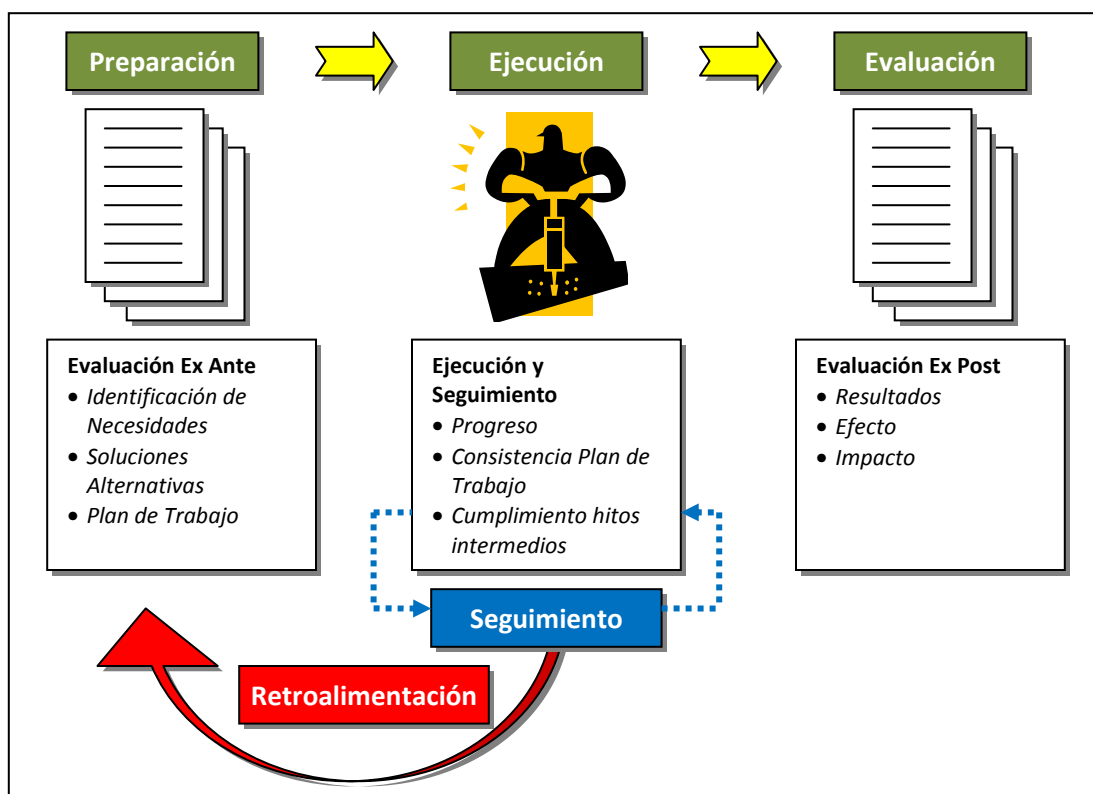 Preparación
Ejecución
Evaluación
Evaluación Ex Ante
• Identificación de
Necesidades
• Soluciones
Alternativas
• Plan de Trabajo
Ejecución y
Seguimiento
• Progreso
• Consistencia Plan de
Trabajo
• Cumplimiento hitos
intermedios
Evaluación Ex Post
• Resultados
• Efecto
• Impacto
Seguimiento
Retroalimentación